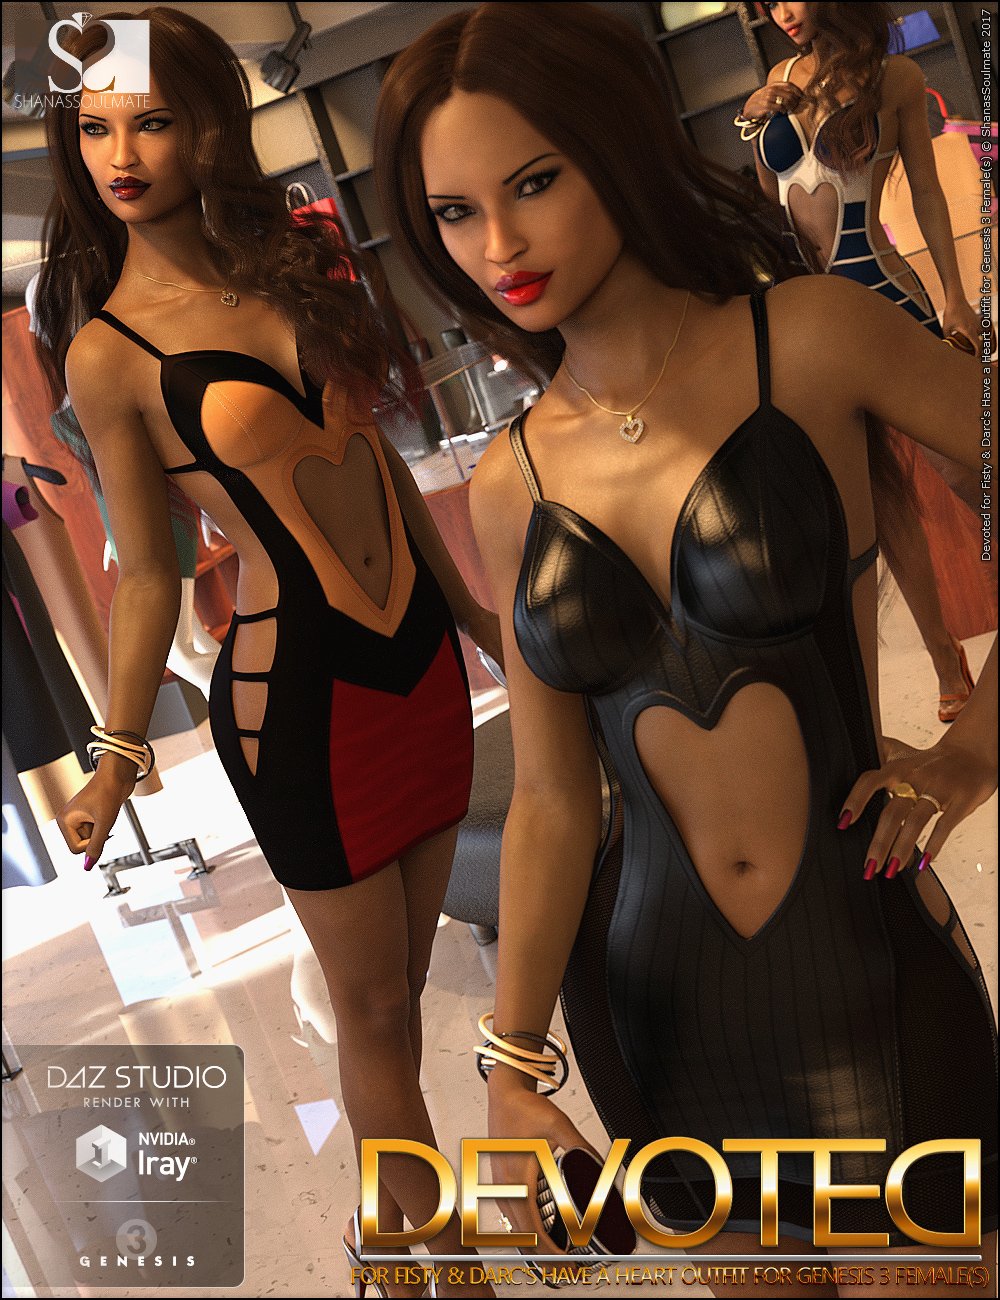 SHANASSOULMATE
Devoted for Fisty & Darc's Have a Heart Outfit for Genesis 3 Female(s) © ShanasSoulmate 2017
DAZ STUDIO
RENDER WITH
NVIDIA®
Iray®
3
GENESIS
DEVOTED
FOR FISTY & DARC'S HAVE A HEART OUTFIT FOR GENESIS 3 FEMALE(S)